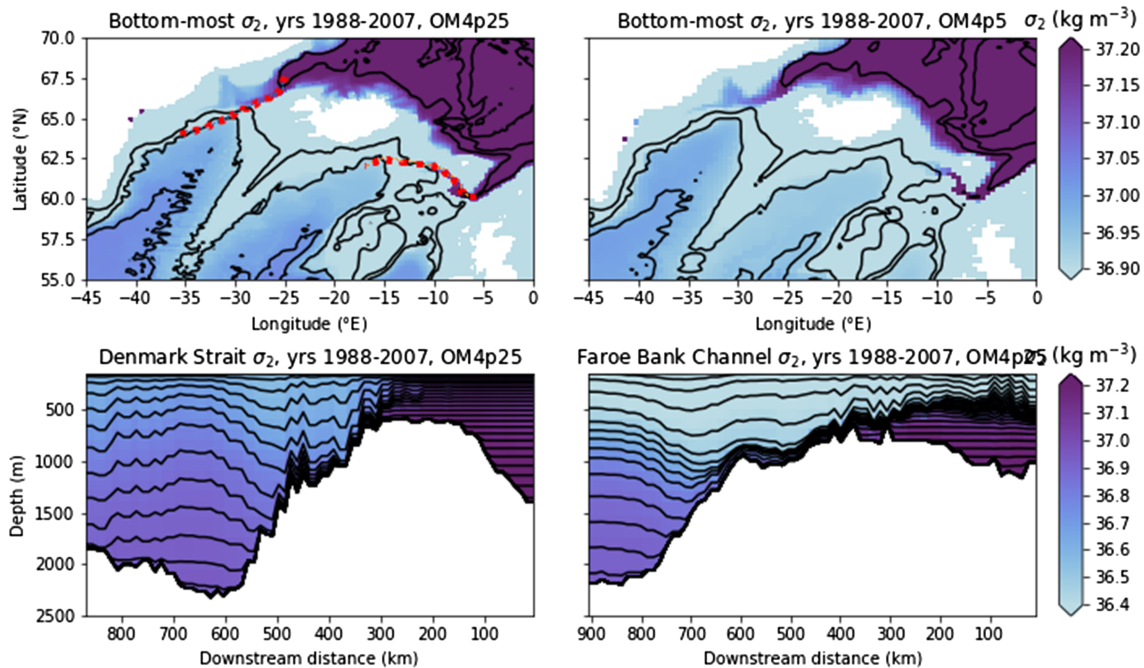 Bottom-most σ₂, yrs 1988-2007, OM4p25
Bottom-most σ₂, yrs 1988-2007, OM4p5
σ₂ (kg m⁻³)
70.0
67.5
65.0
62.5
60.0
57.5
55.0
Latitude (°N)
−45 −40 −35 −30 −25 −20 −15 −10 −5 0
Longitude (°E)
−45 −40 −35 −30 −25 −20 −15 −10 −5 0
Longitude (°E)
37.20
37.15
37.10
37.05
37.00
36.95
36.90
Denmark Strait σ₂, yrs 1988-2007, OM4p25
Faroe Bank Channel σ₂, yrs 1988-2007, OM4p25
σ₂ (kg m⁻³)
500
1000
1500
2000
2500
Depth (m)
800 700 600 500 400 300 200 100
Downstream distance (km)
900 800 700 600 500 400 300 200 100
Downstream distance (km)
37.2
37.1
37.0
36.9
36.8
36.7
36.6
36.5
36.4